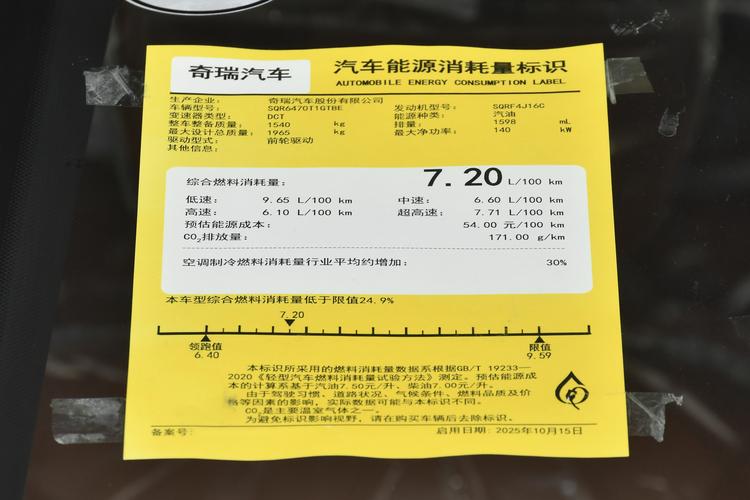 奇瑞汽车
汽车能源消耗量标识
AUTOMOBILE ENERGY CONSUMPTION LABEL
生产企业: 奇瑞汽车股份有限公司
车辆型号: SQR6470T1GTBE 发动机型号: SQRF4J16C
变速器类型: DCT 能源种类: 汽油
整车整备质量: 1540 kg 排量: 1598 mL
最大设计总质量: 1965 kg 最大净功率: 140 kW
驱动型式: 前轮驱动
其他信息:
综合燃料消耗量: 7.20 L/100 km
低速: 9.65 L/100 km 中速: 6.60 L/100 km
高速: 6.10 L/100 km 超高速: 7.71 L/100 km
预估能源成本: 54.00 元/100 km
CO₂排放量: 171.00 g/km
空调制冷燃料消耗量行业平均约增加: 30%
本车型综合燃料消耗量低于限值24.9%
7.20
领跑值 限值
6.40 9.59
本标识所采用的燃料消耗量数据系根据GB/T 19233—
2020《轻型汽车燃料消耗量试验方法》测定。预估能源成
本的计算系基于汽油7.50元/升，柴油7.00元/升。
由于驾驶习惯、道路状况、气候条件、燃料品质及价
格等因素的影响，实际数据可能与本标识不同。
CO₂是主要温室气体之一。
为避免标识影响视野，请在购买车辆后去除标识。
备案号: 启用日期: 2025年10月15日